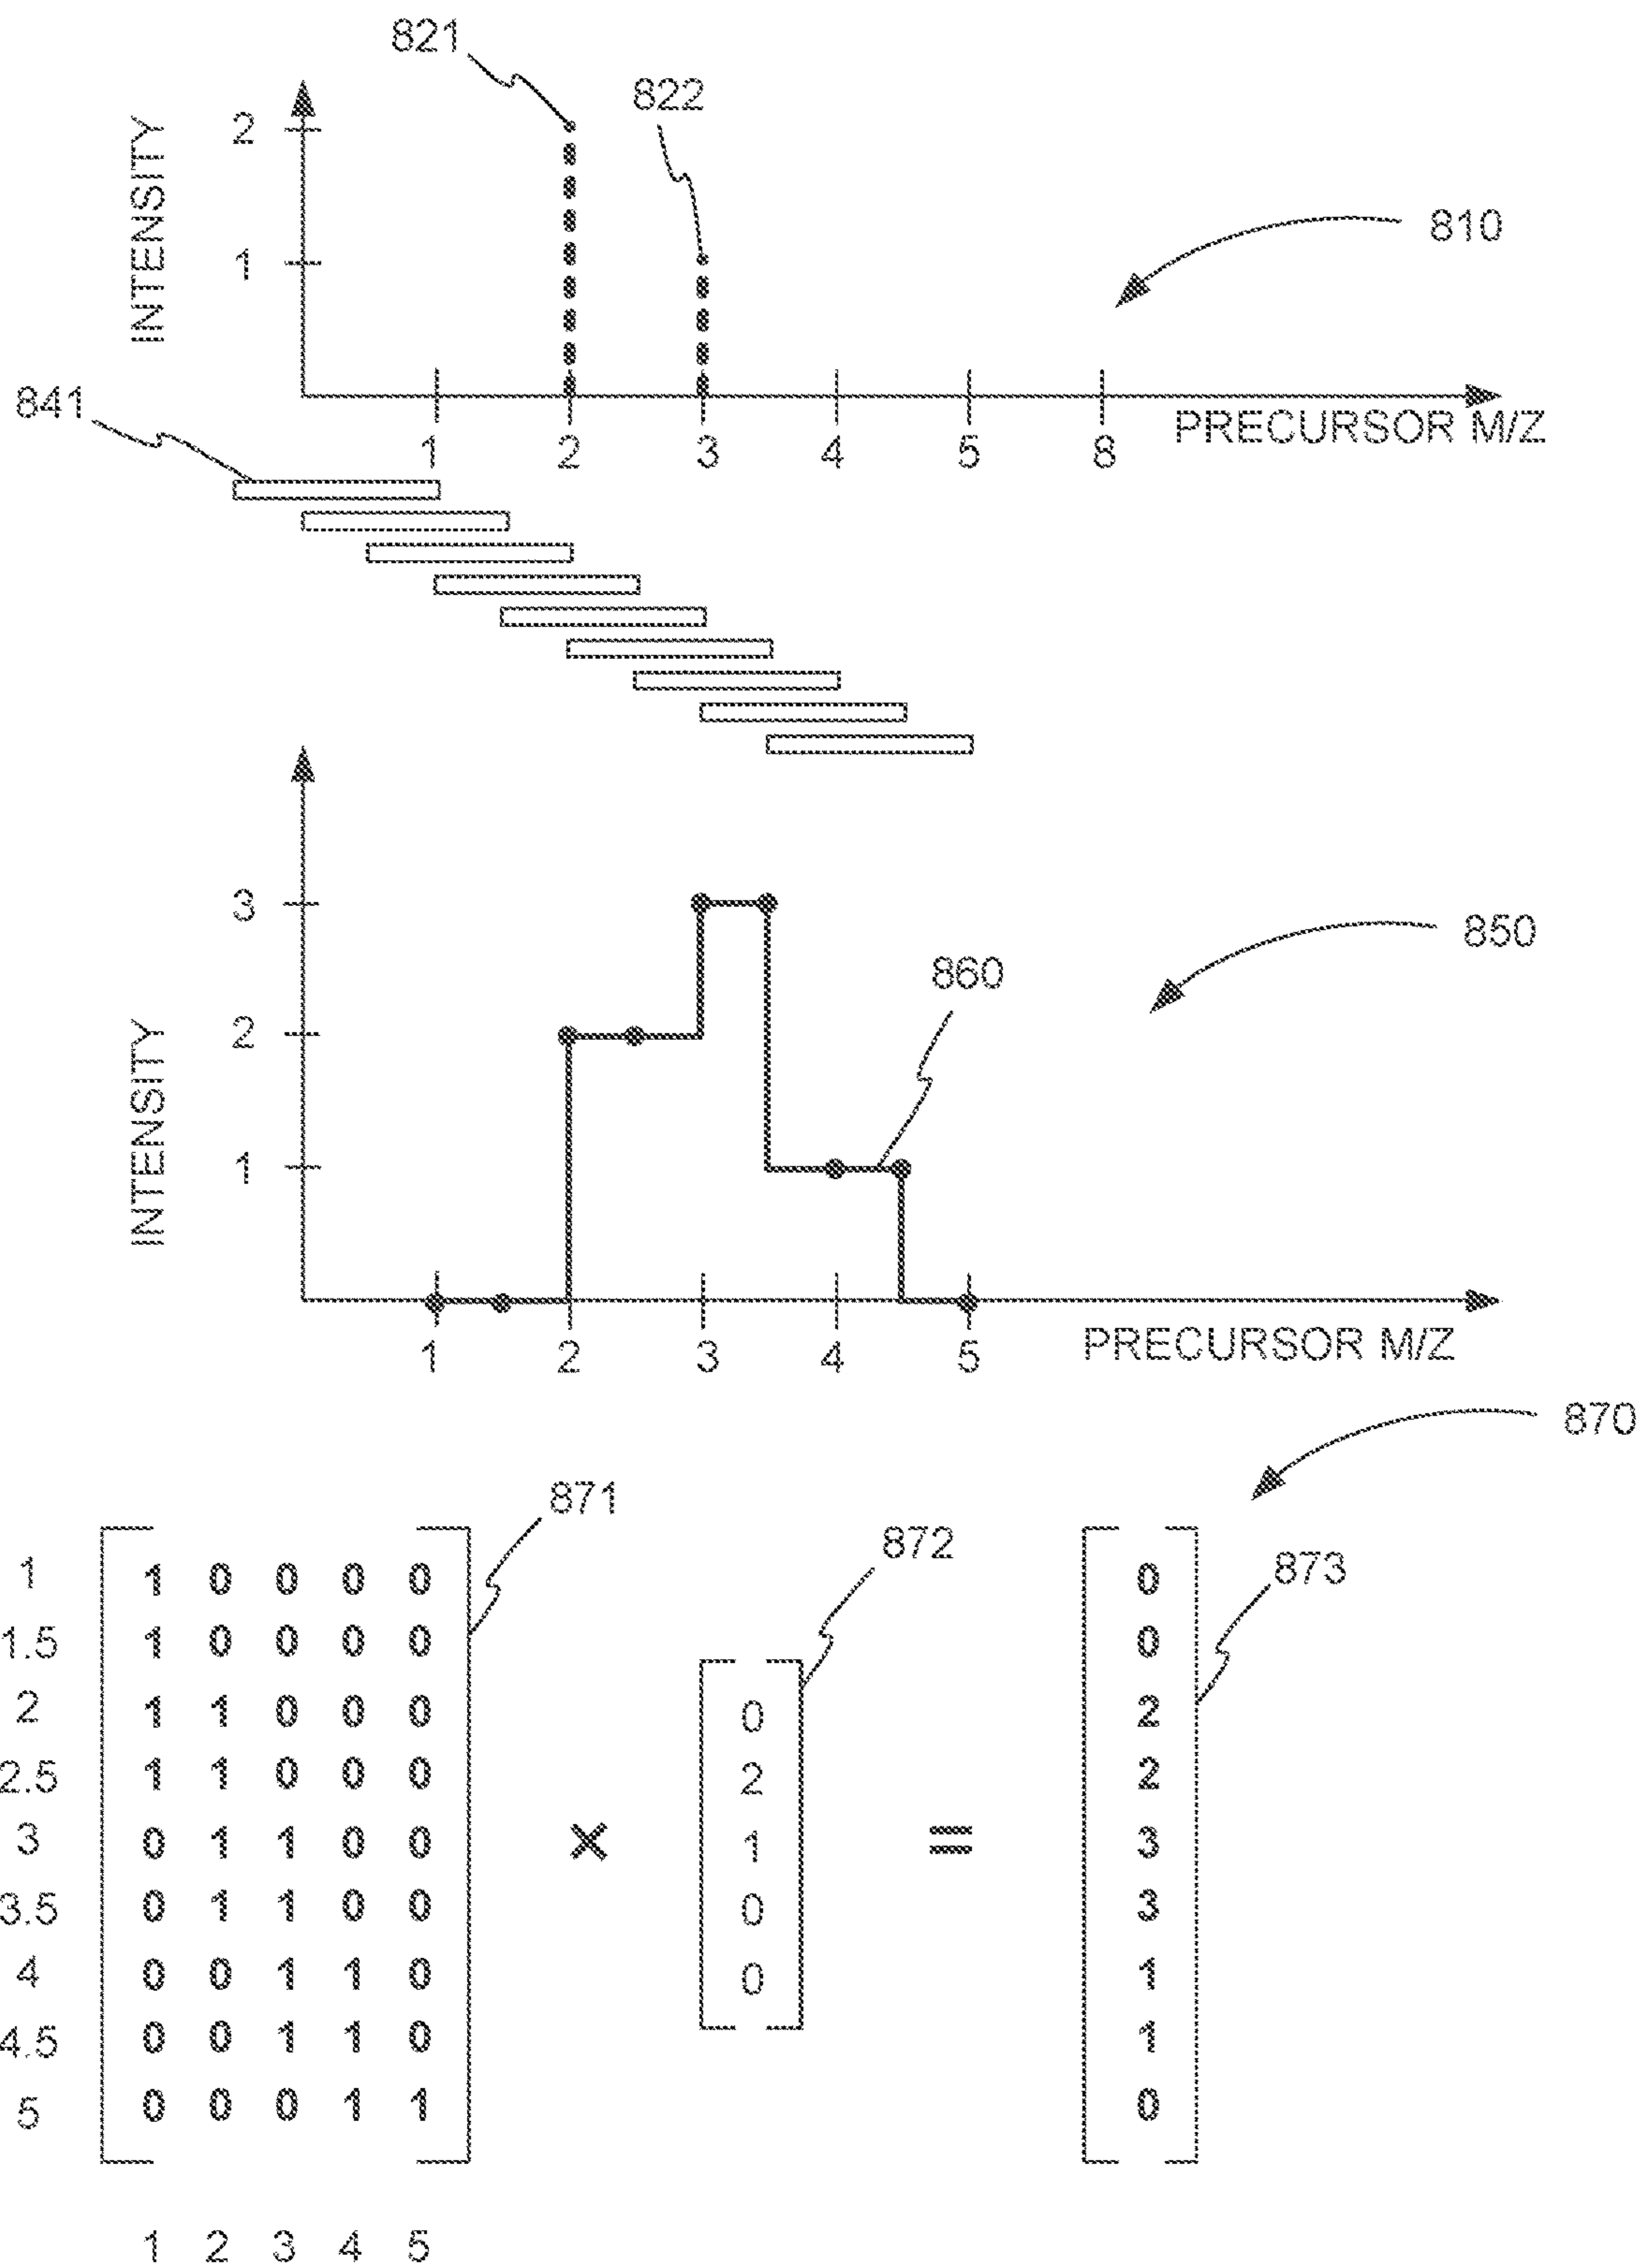 821
822
2
1
INTENSITY
810
841
1 2 3 4 5 8
PRECURSOR M/Z
3
2
1
INTENSITY
850
860
1 2 3 4 5
PRECURSOR M/Z
870
871
872
873
1 1 0 0 0 0 0
1.5 1 0 0 0 0 0
2 1 1 0 0 0 0 2
2.5 1 1 0 0 0 2 2
3 0 1 1 0 0 × 1 = 3
3.5 0 1 1 0 0 0 3
4 0 0 1 1 0 0 1
4.5 0 0 1 1 0 1
5 0 0 0 1 1 0
1 2 3 4 5